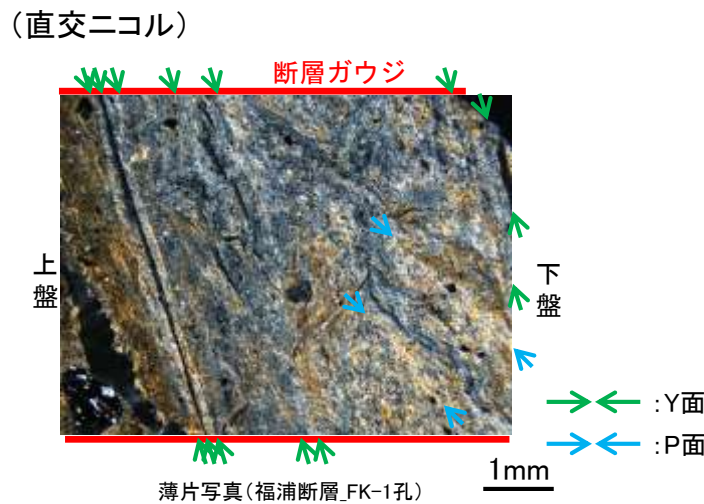 (直交ニコル)
断層ガウジ
上盤
下盤
:Y面
:P面
1mm
薄片写真(福浦断層_FK-1孔)